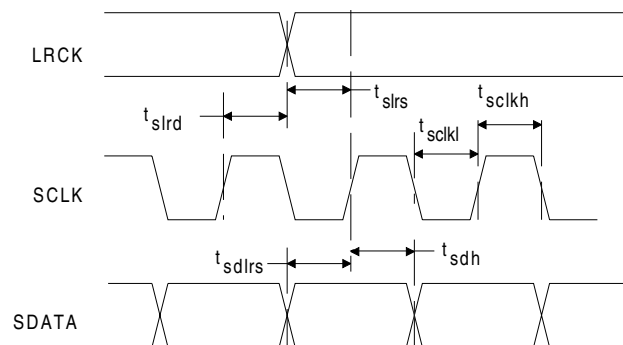 LRCK
t slrs
t slrd
t sclkh
t sclkl
SCLK
t sdlrs
t sdh
SDATA